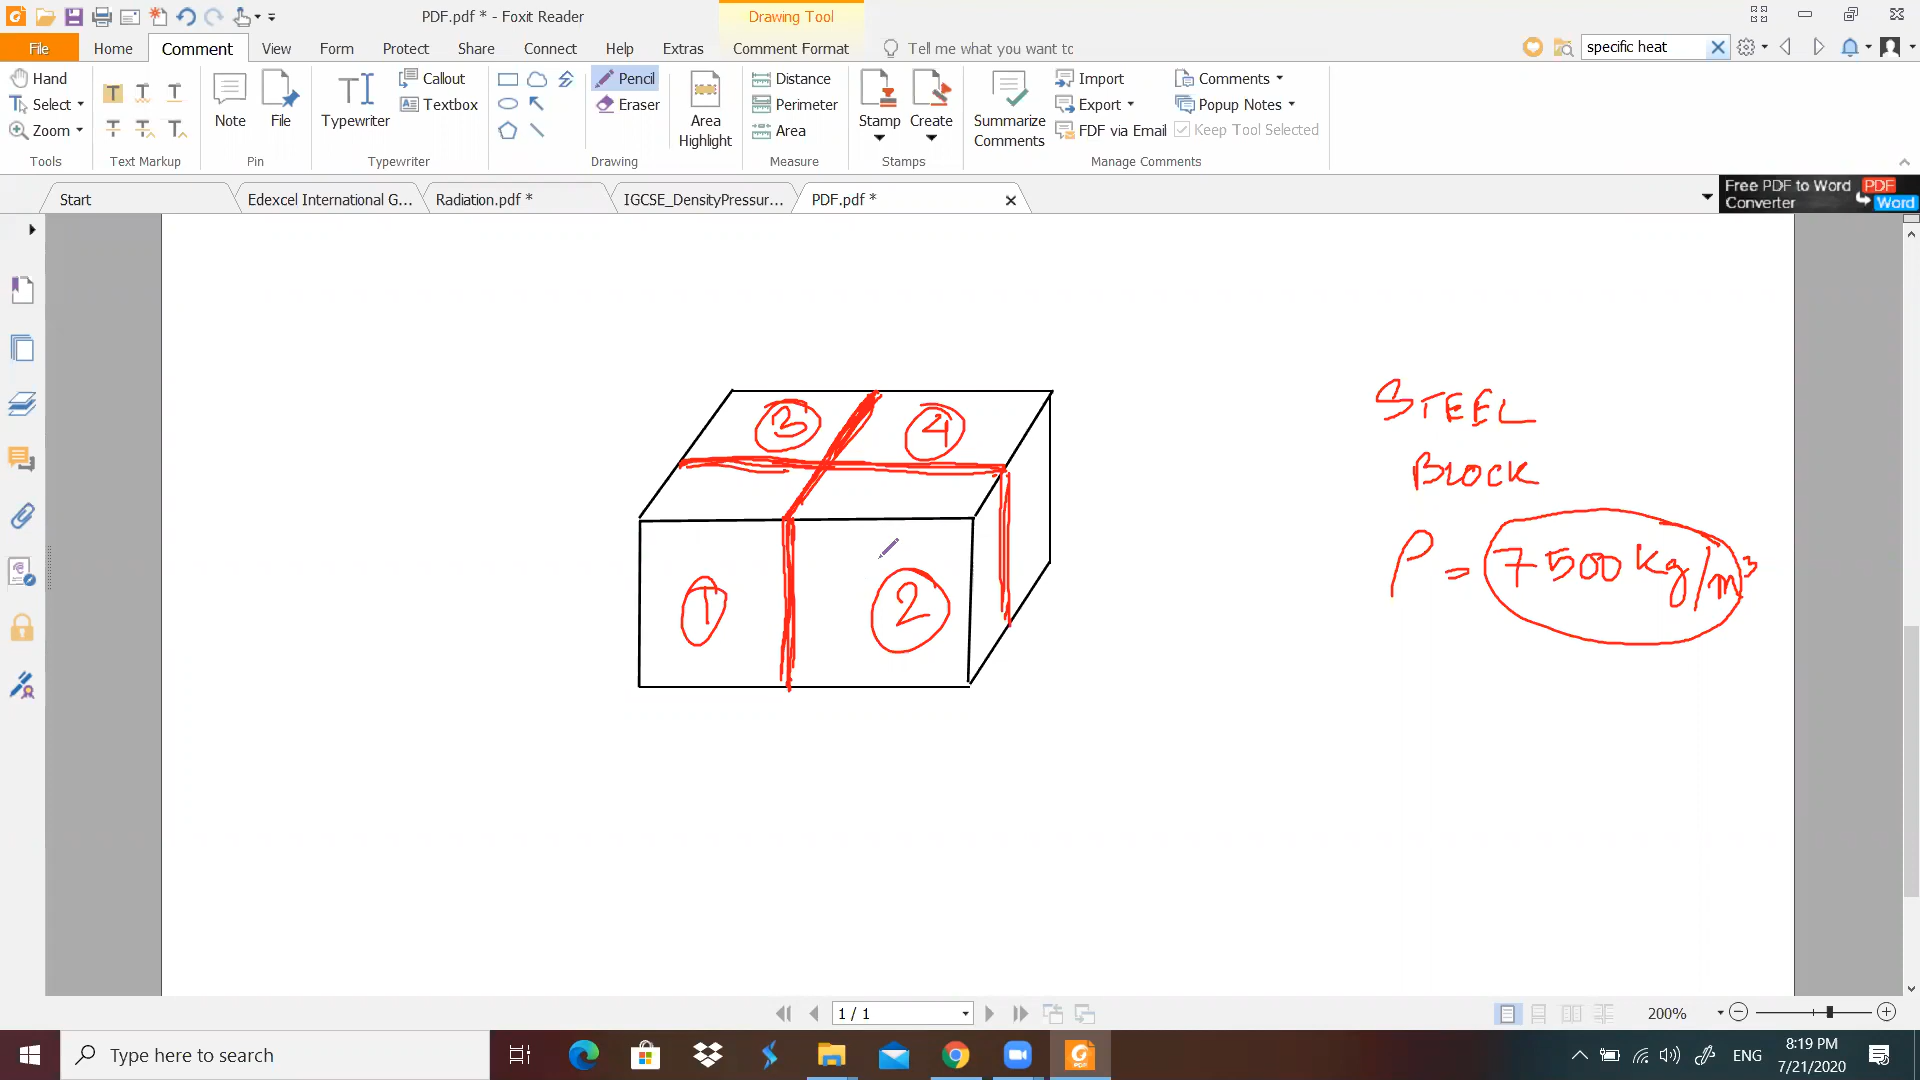 PDF.pdf * - Foxit Reader
Drawing Tool
File
Home
Comment
View
Form
Protect
Share
Connect
Help
Extras
Comment Format
Tell me what you want to
specific heat
Hand
Select
Zoom
Tools
Text Markup
Note
File
Pin
Typewriter
Callout
Textbox
Typewriter
Pencil
Eraser
Drawing
Area
Highlight
Distance
Perimeter
Area
Measure
Stamp
Create
Stamps
Summarize
Comments
Import
Export
FDF via Email
Comments
Popup Notes
Keep Tool Selected
Manage Comments
Start
Edexcel International G...
Radiation.pdf *
IGCSE_DensityPressur...
PDF.pdf *
Free PDF to Word
Converter
PDF
Word
3
4
1
2
STEEL
BLOCK
ρ = 7500 kg/m³
1 / 1
200%
Type here to search
ENG
8:19 PM
7/21/2020